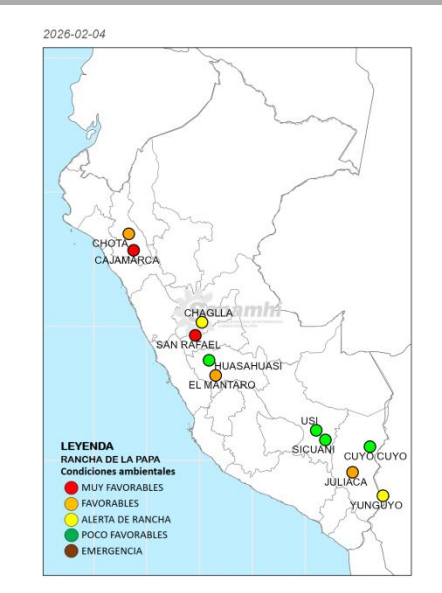 2026-02-04
CHOTA
CAJAMARCA
CHAGLLA
SAN RAFAEL
HUASAHUASI
EL MANTARO
USI
SICUANI
CUYO CUYO
JULIACA
YUNGUYO
LEYENDA
RANCHA DE LA PAPA
Condiciones ambientales
MUY FAVORABLES
FAVORABLES
ALERTA DE RANCHA
POCO FAVORABLES
EMERGENCIA